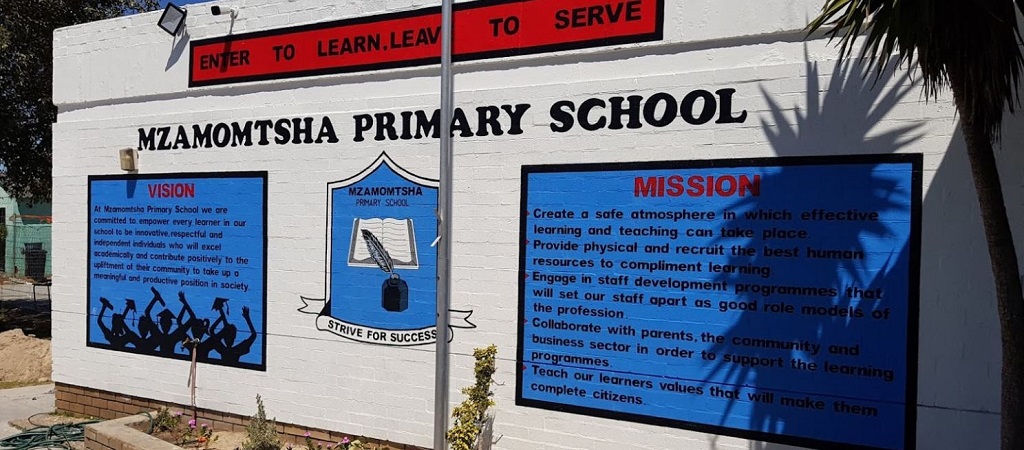 ENTER TO LEARN, LEAV TO SERVE
MZAMOMTSHA PRIMARY SCHOOL
VISION
At Mzamomtsha Primary School we are
committed to empower every learner in our
school to be innovative, respectful and
independent individuals who will excel
academically and contribute positively to the
upliftment of their community to take up a
meaningful and productive position in society.
MZAMOMTSHA
PRIMARY SCHOOL
STRIVE FOR SUCCESS
MISSION
Create a safe atmosphere in which effective
learning and teaching can take place.
Provide physical and recruit the best human
resources to compliment learning.
Engage in staff development programmes that
will set our staff apart as good role models of
the profession.
Collaborate with parents, the community and
business sector in order to support the learning
programmes.
Teach our learners values that will make them
complete citizens.